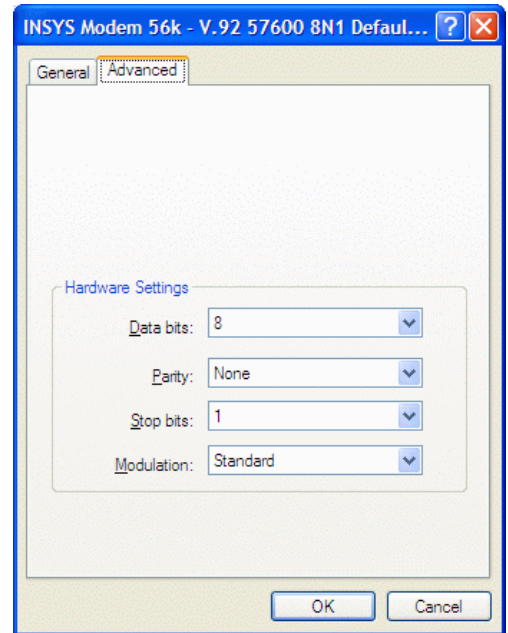 INSYS Modem 56k - V.92 57600 8N1 Defaul... ?
General Advanced
Hardware Settings
Data bits: 8
Parity: None
Stop bits: 1
Modulation: Standard
OK Cancel